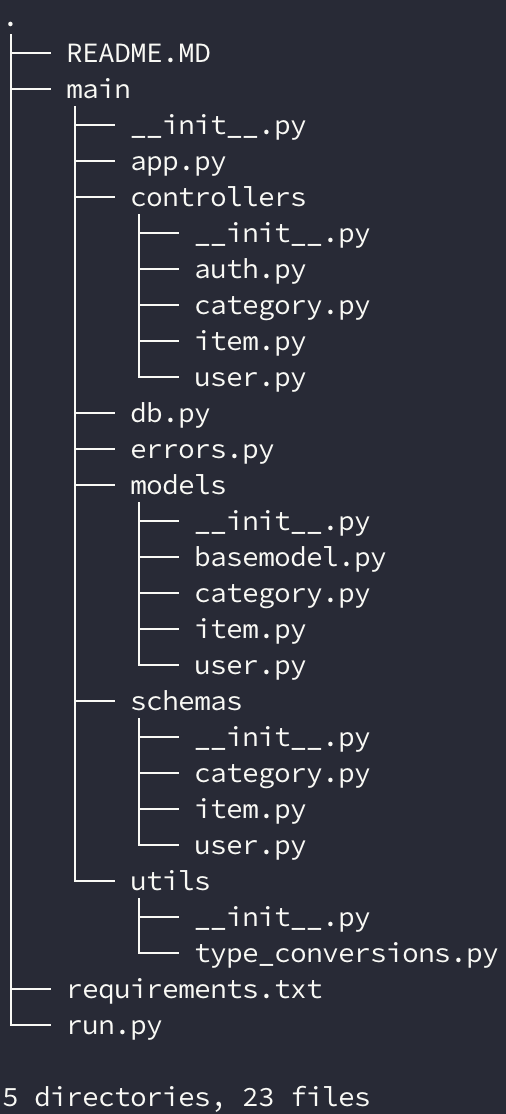 .
├── README.MD
├── main
│   ├── __init__.py
│   ├── app.py
│   ├── controllers
│   │   ├── __init__.py
│   │   ├── auth.py
│   │   ├── category.py
│   │   ├── item.py
│   │   └── user.py
│   ├── db.py
│   ├── errors.py
│   ├── models
│   │   ├── __init__.py
│   │   ├── basemodel.py
│   │   ├── category.py
│   │   ├── item.py
│   │   └── user.py
│   ├── schemas
│   │   ├── __init__.py
│   │   ├── category.py
│   │   ├── item.py
│   │   └── user.py
│   └── utils
│       ├── __init__.py
│       └── type_conversions.py
├── requirements.txt
└── run.py
5 directories, 23 files